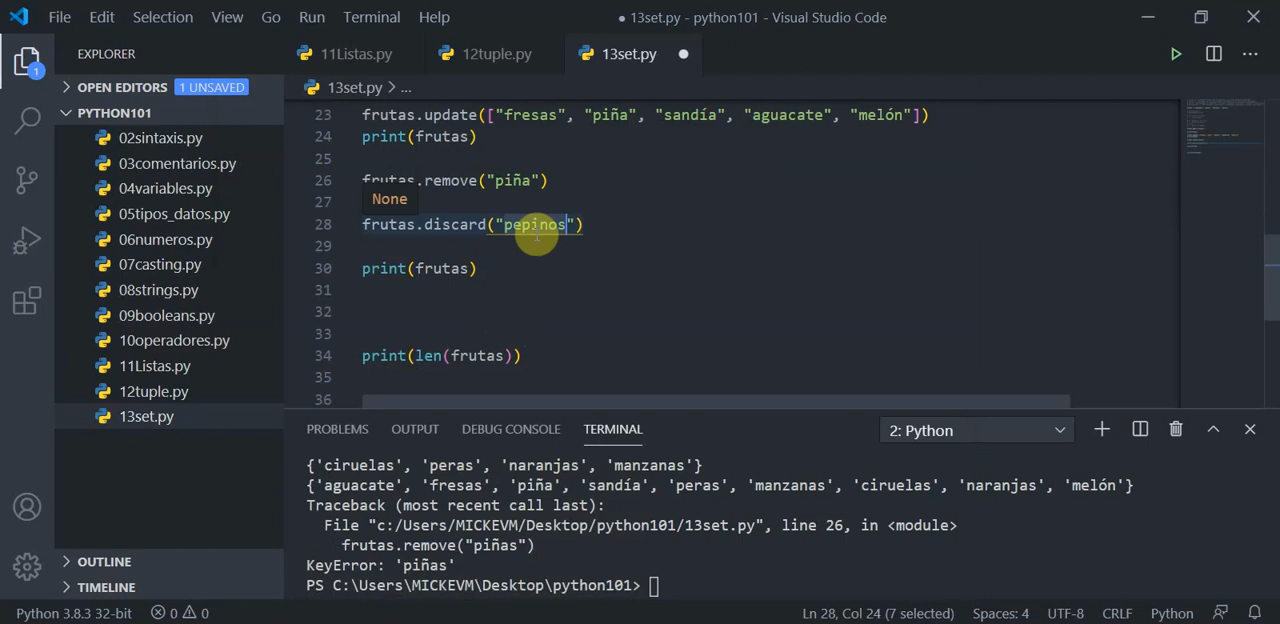 File Edit Selection View Go Run Terminal Help ● 13set.py - python101 - Visual Studio Code
EXPLORER
11Listas.py 12tuple.py 13set.py
1
OPEN EDITORS 1 UNSAVED
13set.py > ...
PYTHON101
02sintaxis.py
03comentarios.py
04variables.py
05tipos_datos.py
06numeros.py
07casting.py
08strings.py
09booleans.py
10operadores.py
11Listas.py
12tuple.py
13set.py
OUTLINE
TIMELINE
23 frutas.update(["fresas", "piña", "sandía", "aguacate", "melón"])
24 print(frutas)
25
26 frutas.remove("piña")
27 None
28 frutas.discard("pepinos")
29
30 print(frutas)
31
32
33
34 print(len(frutas))
35
36
PROBLEMS OUTPUT DEBUG CONSOLE TERMINAL 2: Python
{'ciruelas', 'peras', 'naranjas', 'manzanas'}
{'aguacate', 'fresas', 'piña', 'sandía', 'peras', 'manzanas', 'ciruelas', 'naranjas', 'melón'}
Traceback (most recent call last):
File "c:/Users/MICKEVM/Desktop/python101/13set.py", line 26, in <module>
frutas.remove("piñas")
KeyError: 'piñas'
PS C:\Users\MICKEVM\Desktop\python101>
Python 3.8.3 32-bit 0 0 Ln 28, Col 24 (7 selected) Spaces: 4 UTF-8 CRLF Python